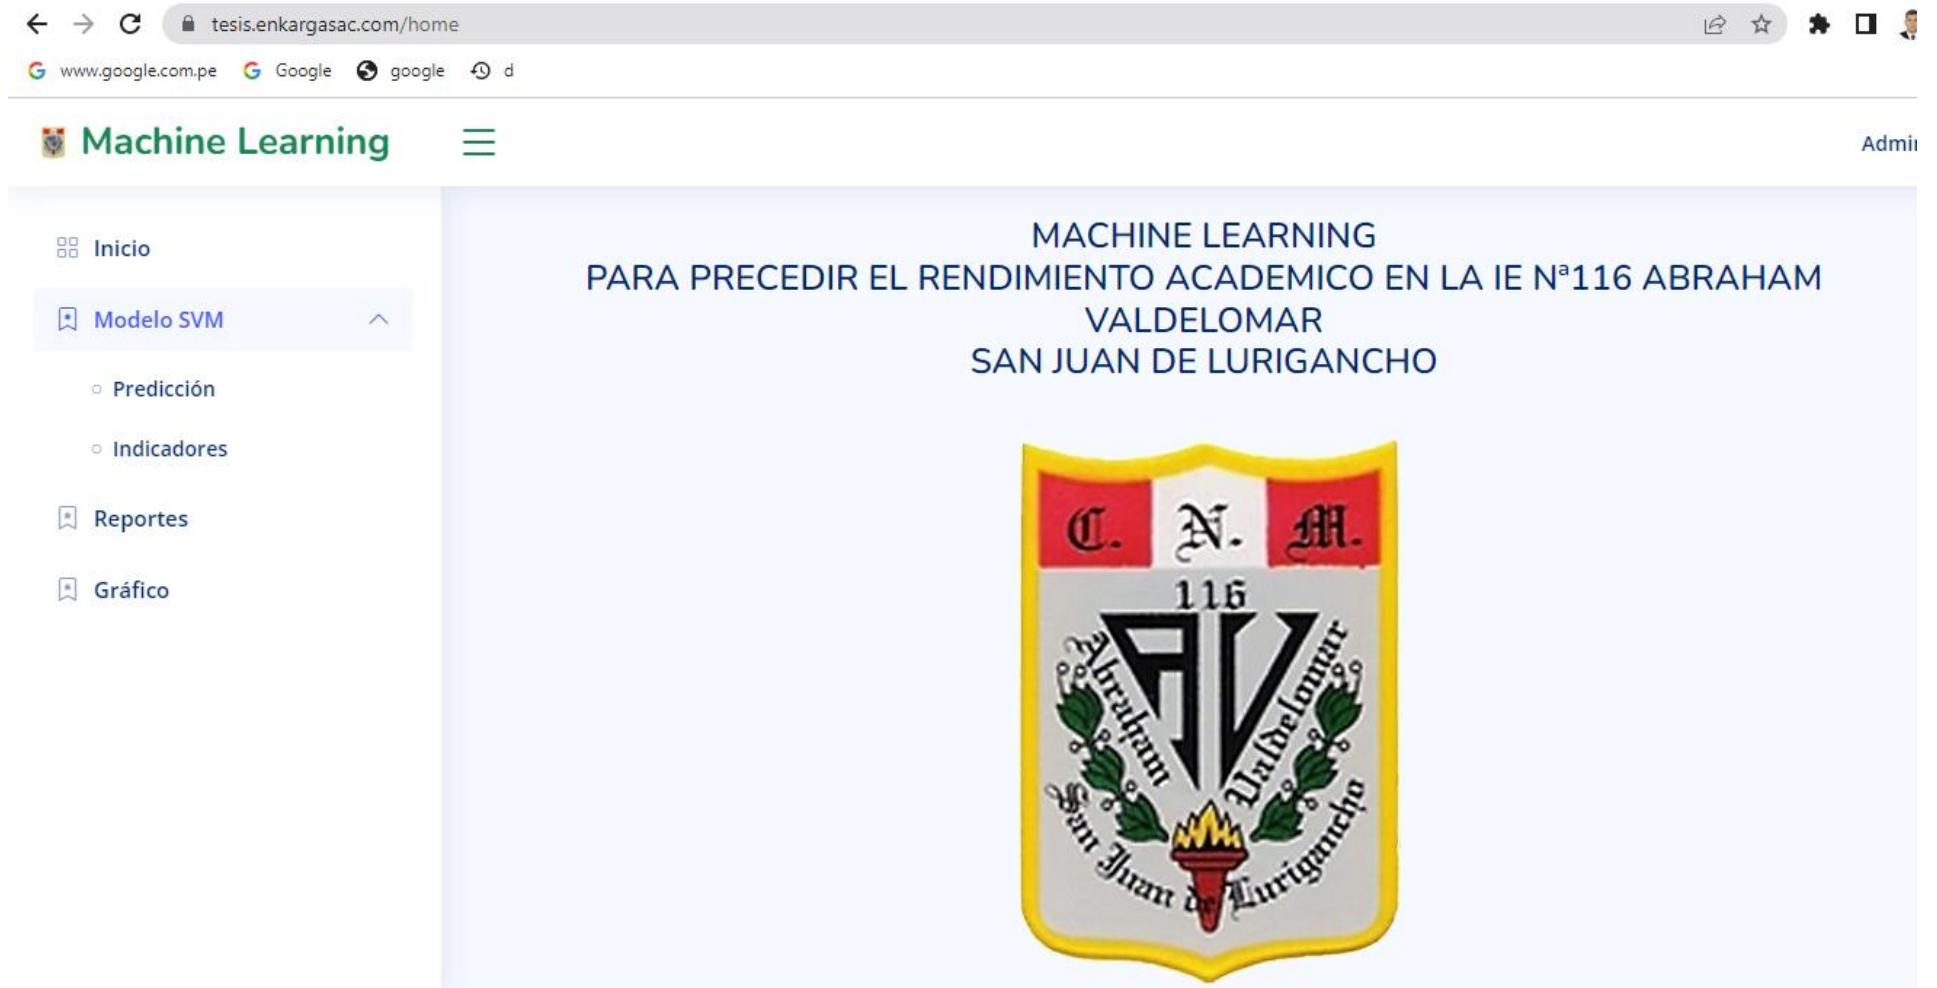 tesis.enkargasac.com/home
www.google.com.pe Google google d
Machine Learning
Admi
Inicio
Modelo SVM
Predicción
Indicadores
Reportes
Gráfico
MACHINE LEARNING
PARA PRECEDIR EL RENDIMIENTO ACADEMICO EN LA IE Nª116 ABRAHAM
VALDELOMAR
SAN JUAN DE LURIGANCHO
C. N. M.
116
AV
Abraham Valdelomar
San Juan de Lurigancho